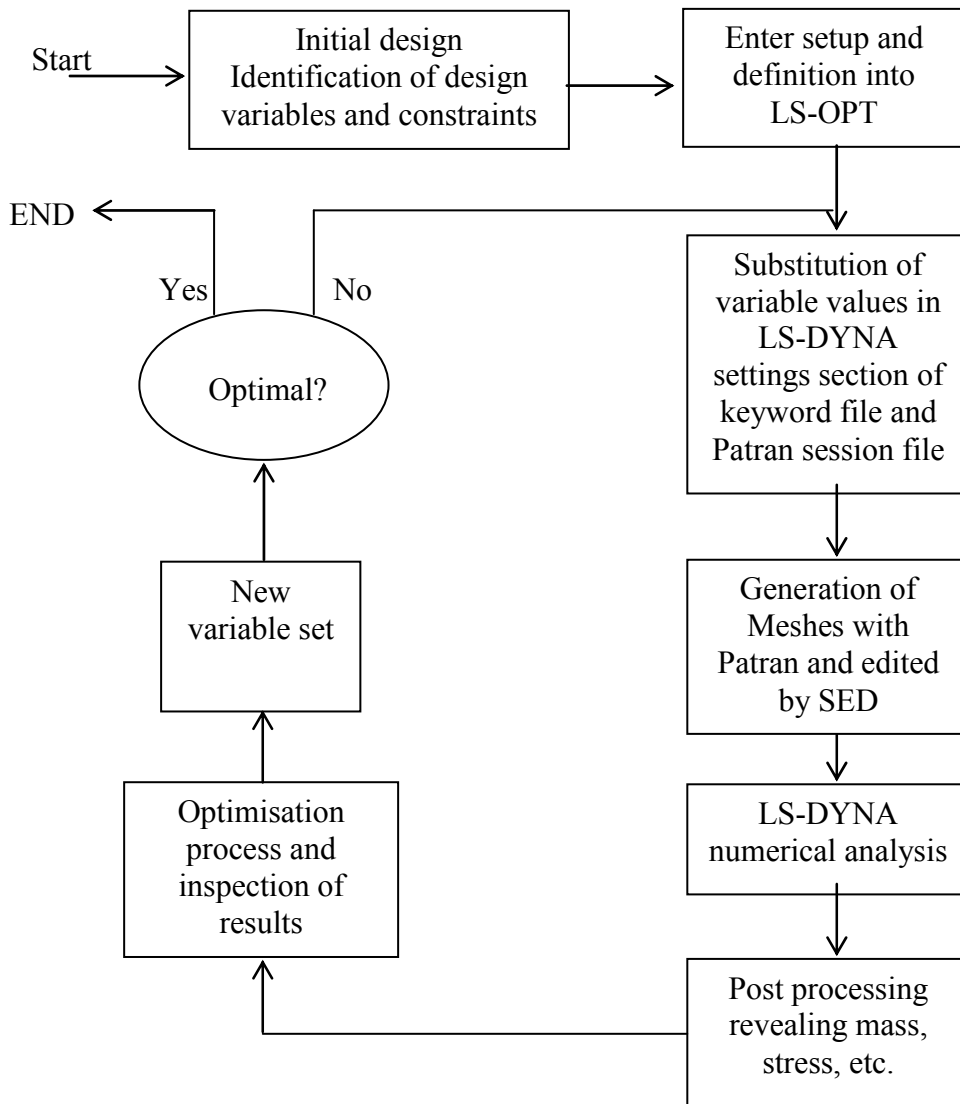 Start
Initial design
Identification of design
variables and constraints
Enter setup and
definition into
LS-OPT
END
Yes
No
Optimal?
Substitution of
variable values in
LS-DYNA
settings section of
keyword file and
Patran session file
New
variable set
Generation of
Meshes with
Patran and edited
by SED
Optimisation
process and
inspection of
results
LS-DYNA
numerical analysis
Post processing
revealing mass,
stress, etc.